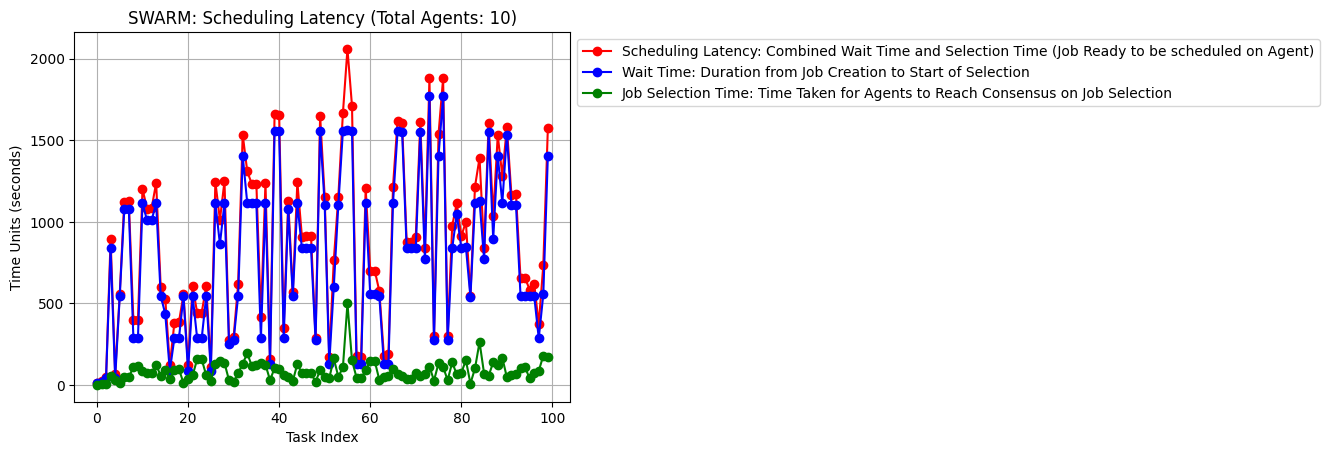 SWARM: Scheduling Latency (Total Agents: 10)
Scheduling Latency: Combined Wait Time and Selection Time (Job Ready to be scheduled on Agent)
Wait Time: Duration from Job Creation to Start of Selection
Job Selection Time: Time Taken for Agents to Reach Consensus on Job Selection
Time Units (seconds)
2000
1500
1000
500
0
0 20 40 60 80 100
Task Index